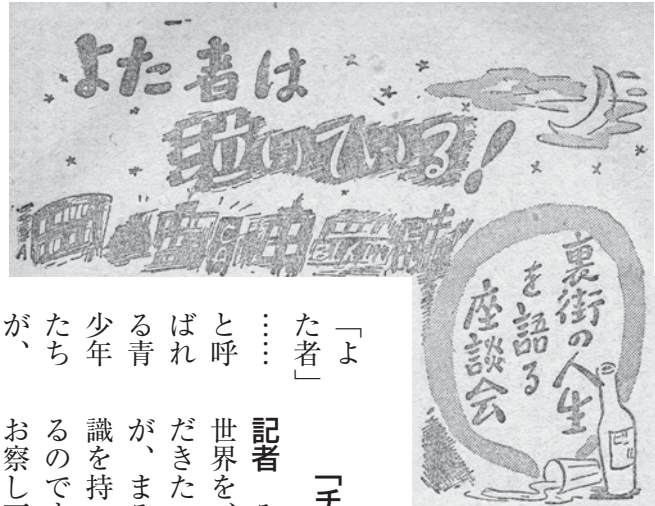 よた者は
泣いている!
裏街の人生
を語る
座談会
「よ
た者」
……
と呼
ばれ
る青
少年
たち
が、
「チ
記者
世界を、
だきた
が、ま
識を持
るので
お察し